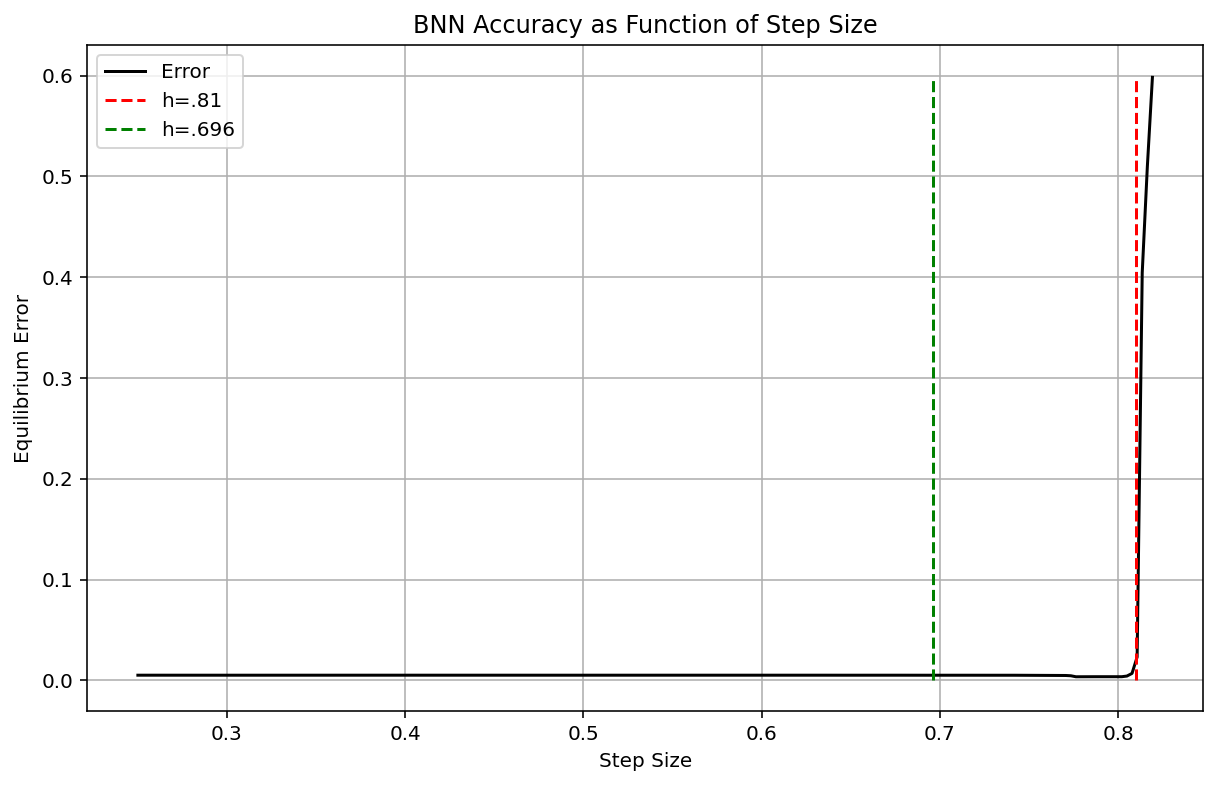 BNN Accuracy as Function of Step Size
Error
h=.81
h=.696
0.6
0.5
0.4
0.3
0.2
0.1
0.0
Equilibrium Error
0.3 0.4 0.5 0.6 0.7 0.8
Step Size